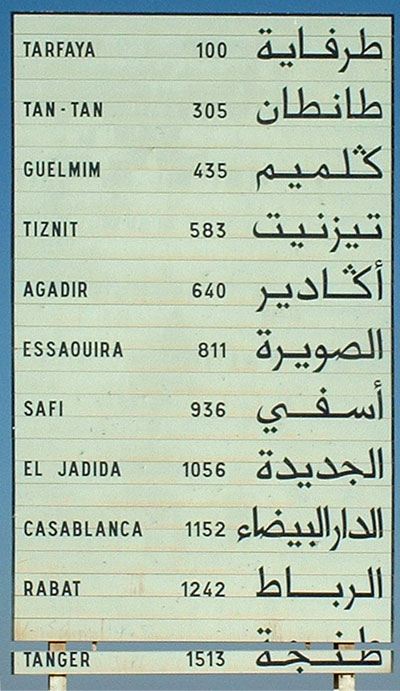 TARFAYA 100 طرفاية
TAN-TAN 305 طانطان
GUELMIM 435 ݣلميم
TIZNIT 583 تيزنيت
AGADIR 640 أݣادير
ESSAOUIRA 811 الصويرة
SAFI 936 أسفي
EL JADIDA 1056 الجديدة
CASABLANCA 1152 الدارالبيضاء
RABAT 1242 الرباط
TANGER 1513 طنجة